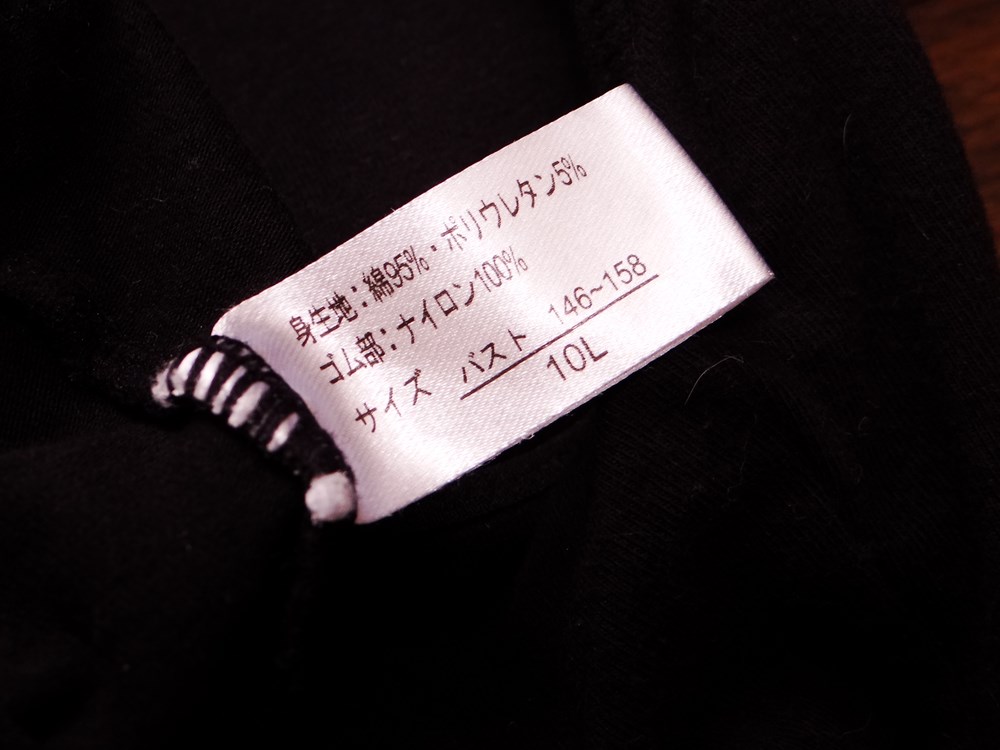 身生地：綿95%・ポリウレタン5%
ゴム部：ナイロン100%
サイズ バスト 146~158
10L